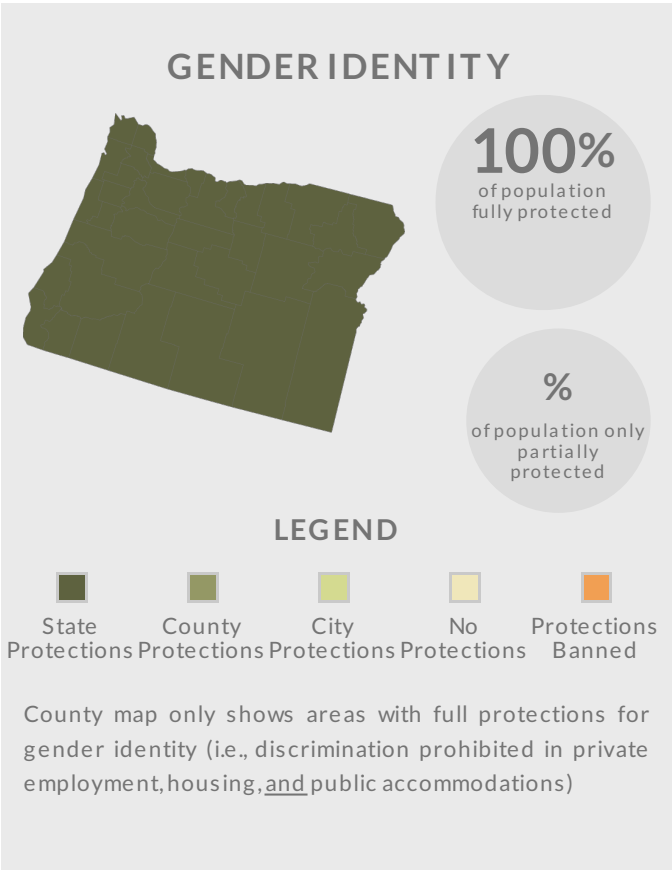 GENDER IDENTITY
100%
of population
fully protected
%
of population only
partially
protected
LEGEND
State
Protections
County
Protections
City
Protections
No
Protections
Protections
Banned
County map only shows areas with full protections for
gender identity (i.e., discrimination prohibited in private
employment, housing, and public accommodations)